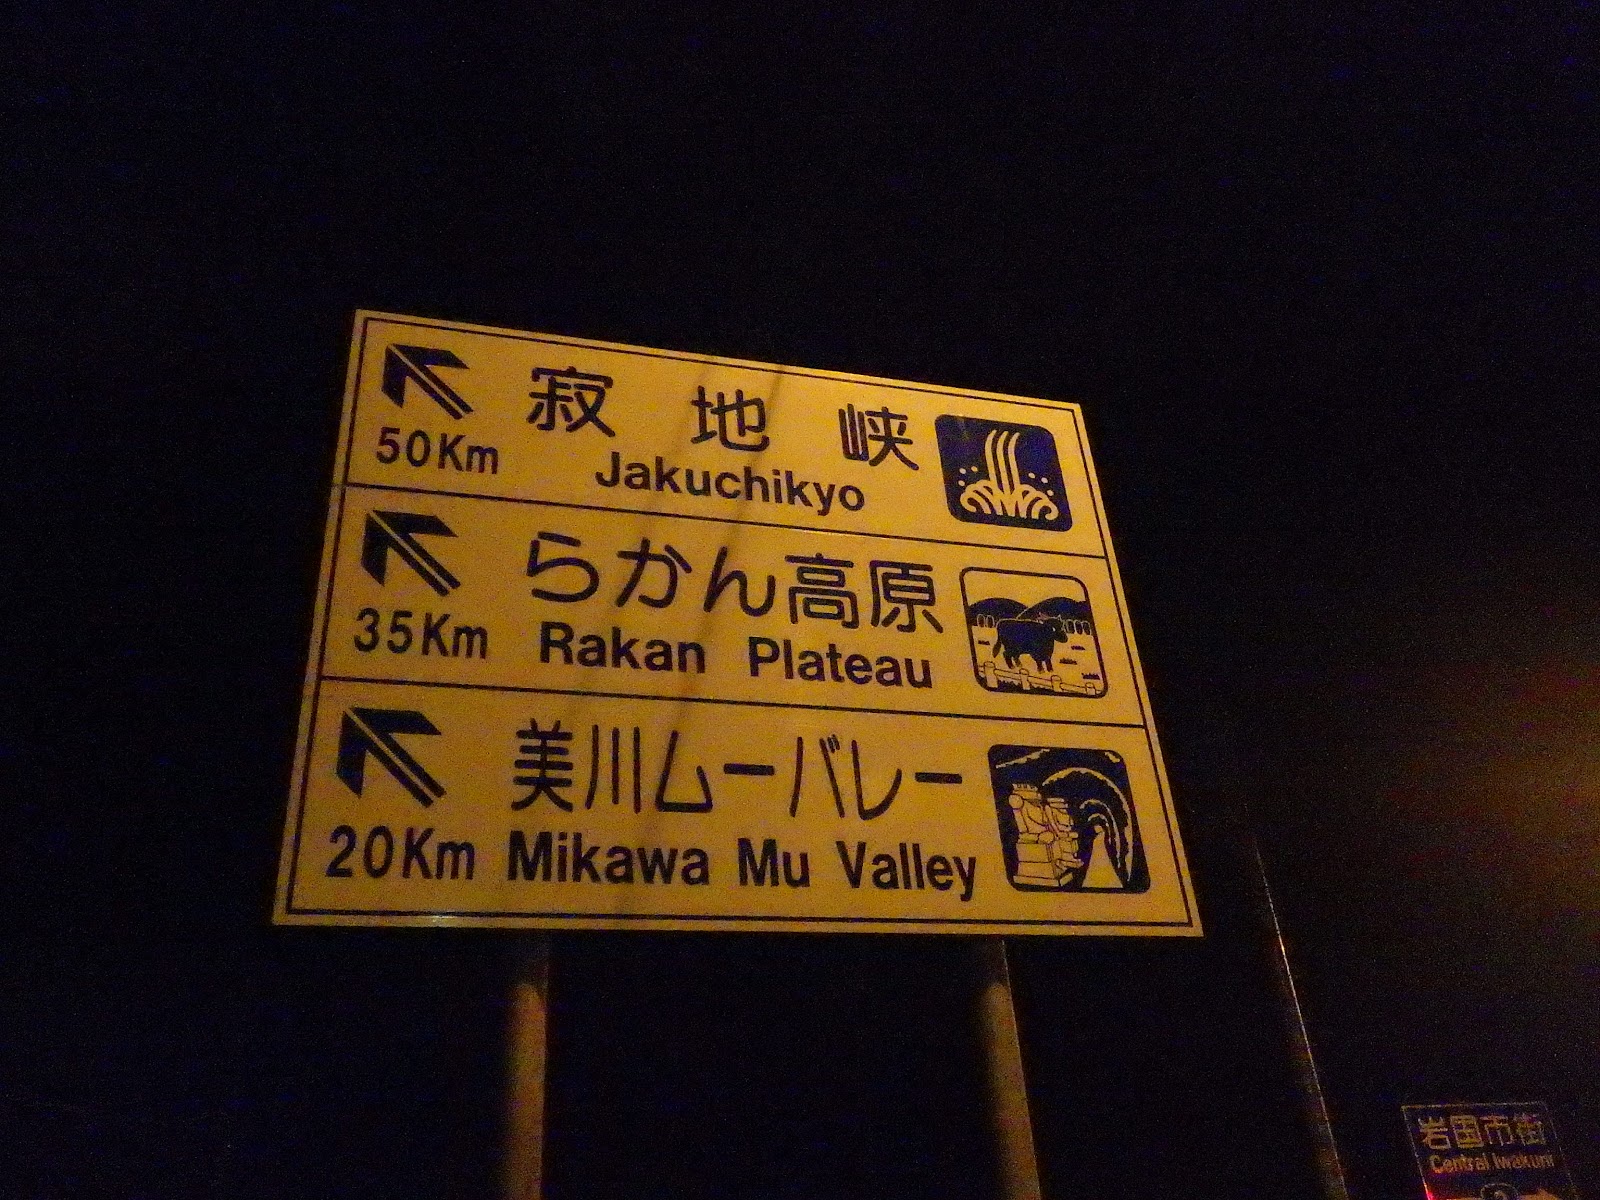 寂地峡
50Km
Jakuchikyo
らかん高原
35Km Rakan Plateau
美川ムーバレー
20Km Mikawa Mu Valley
岩国市街
Central Iwakuni